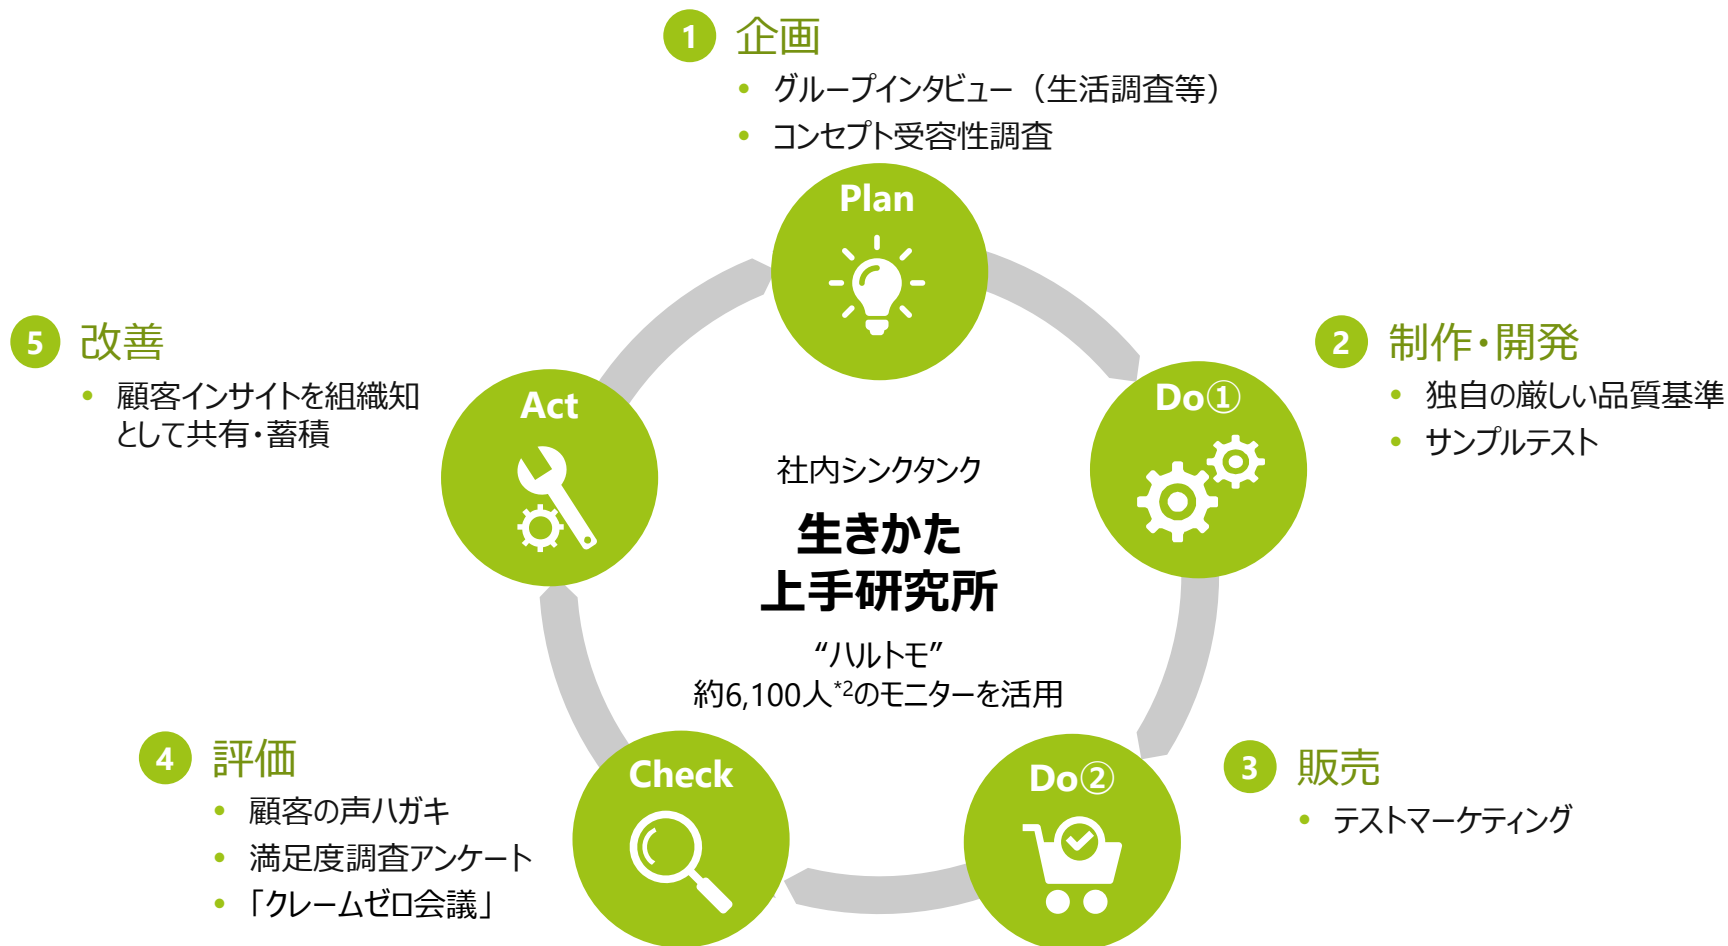 1 企画
• グループインタビュー（生活調査等）
• コンセプト受容性調査
Plan
2 制作・開発
• 独自の厳しい品質基準
• サンプルテスト
Do①
3 販売
• テストマーケティング
Do②
4 評価
• 顧客の声ハガキ
• 満足度調査アンケート
• 「クレームゼロ会議」
Check
5 改善
• 顧客インサイトを組織知
として共有・蓄積
Act
社内シンクタンク
生きかた
上手研究所
“ハルトモ”
約6,100人*2のモニターを活用